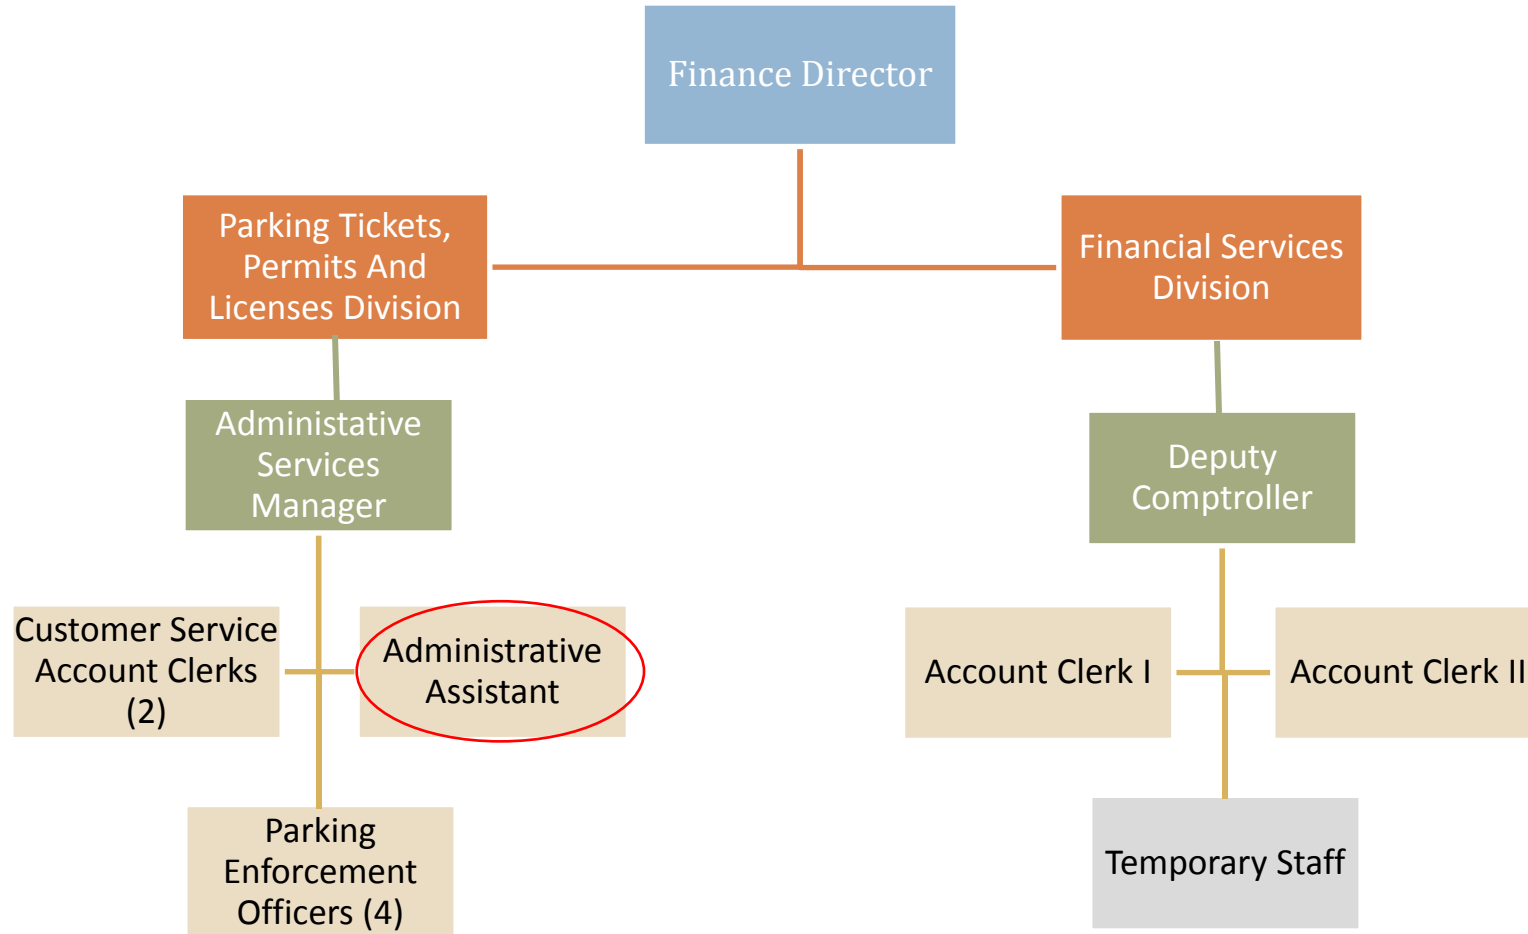 Finance Director
Parking Tickets,
Permits And
Licenses Division
Financial Services
Division
Administative
Services
Manager
Deputy
Comptroller
Customer Service
Account Clerks
(2)
Administrative
Assistant
Account Clerk I
Account Clerk II
Parking
Enforcement
Officers (4)
Temporary Staff